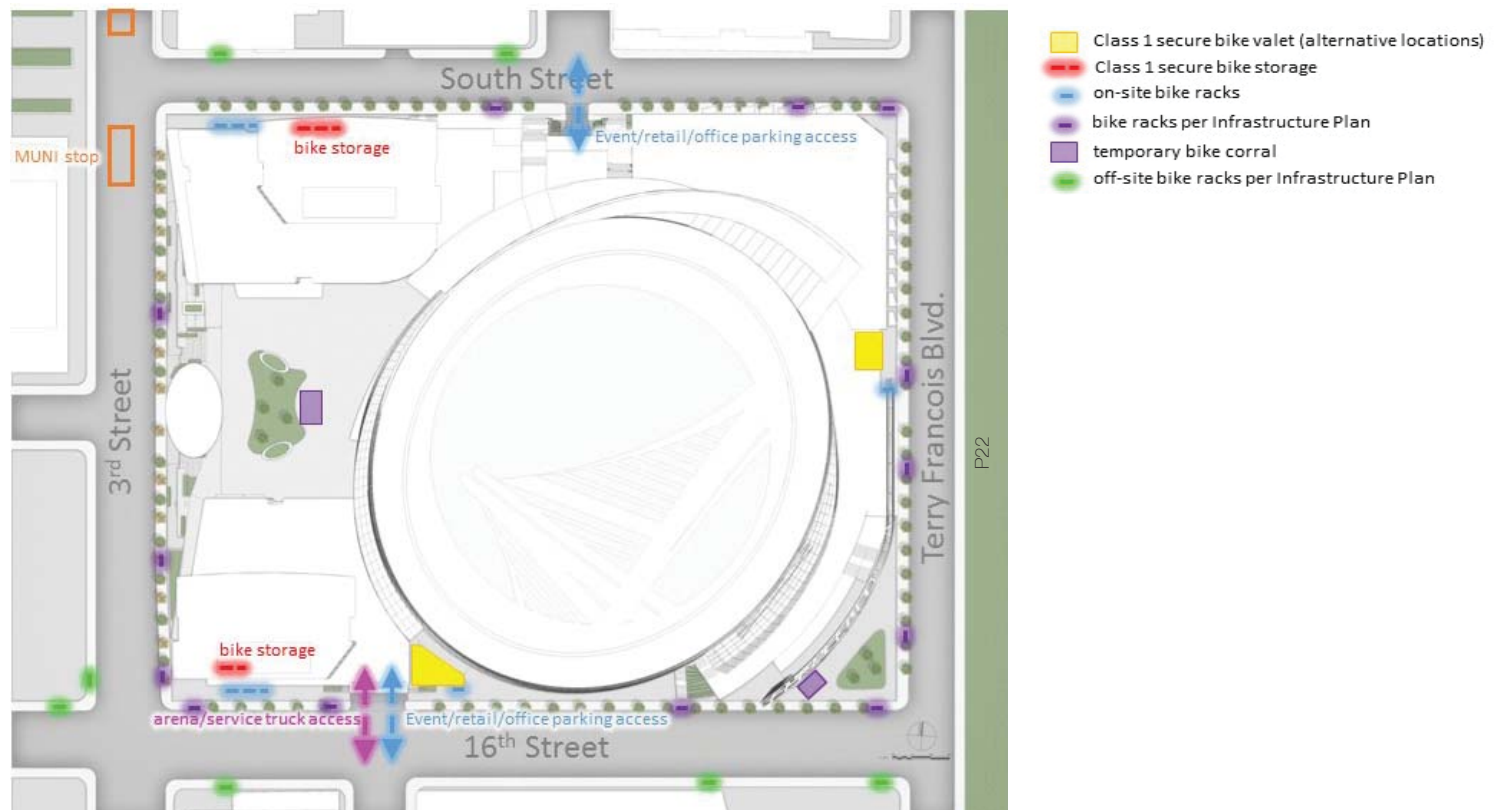 South Street
Event/retail/office parking access
bike storage
MUNI stop
3rd Street
Terry Francois Blvd.
P22
bike storage
arena/service truck access
Event/retail/office parking access
16th Street
Class 1 secure bike valet (alternative locations)
Class 1 secure bike storage
on-site bike racks
bike racks per Infrastructure Plan
temporary bike corral
off-site bike racks per Infrastructure Plan